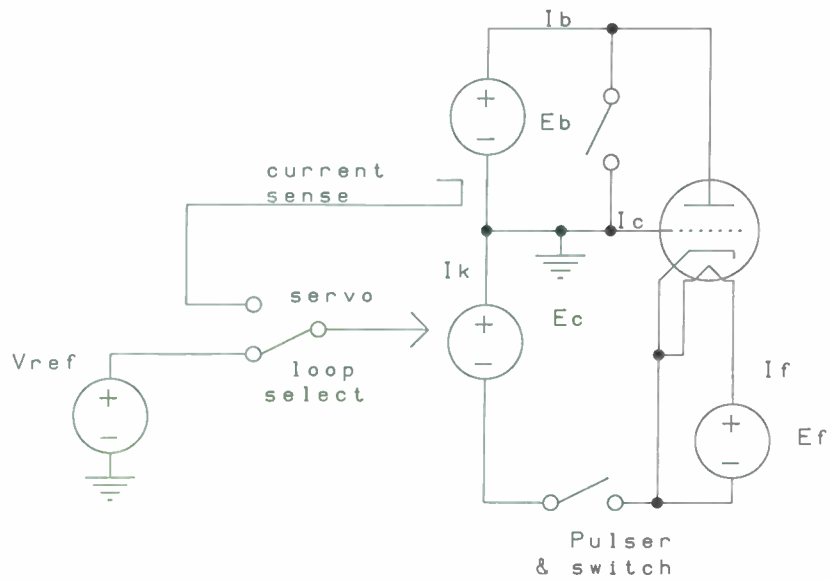 Ib
Eb
current
sense
Ic
Ik
servo
Ec
Vref
loop
select
If
Ef
Pulser
& switch